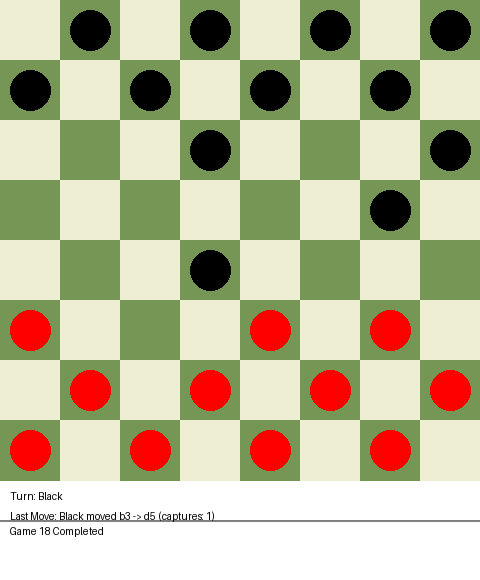 Turn: Black
Last Move: Black moved b3 -> d5 (captures: 1)
Game 18 Completed